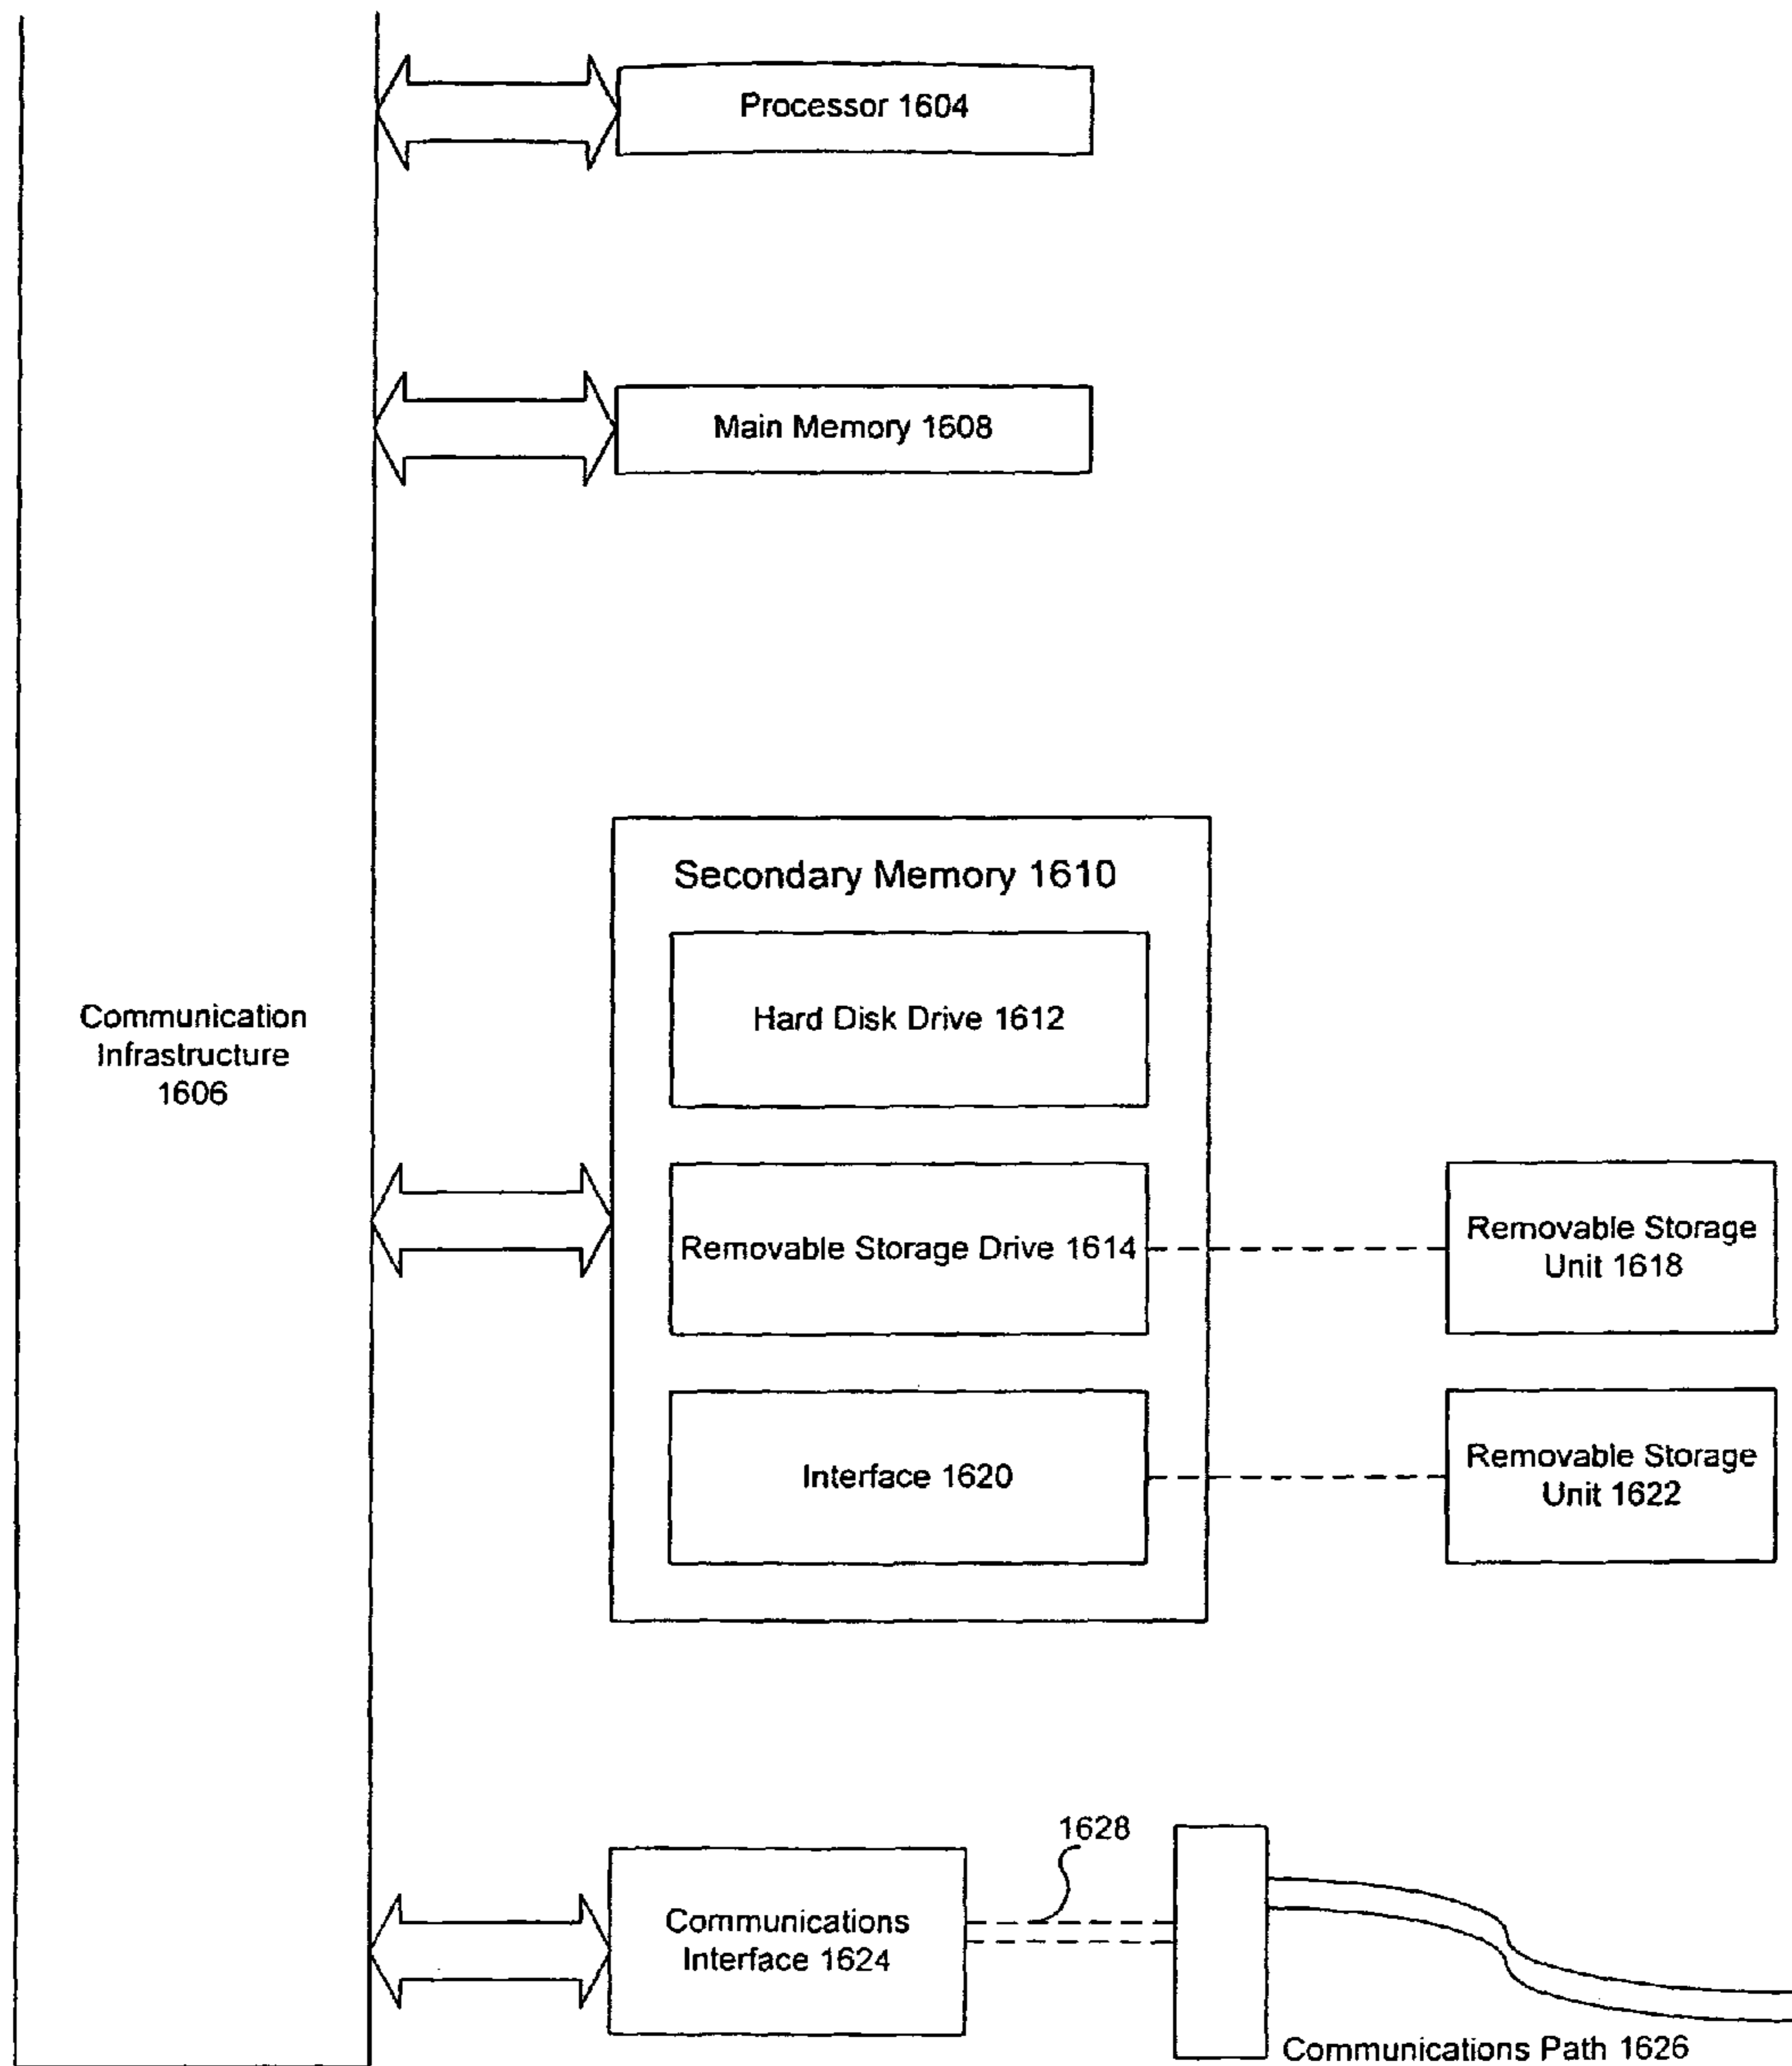 Processor 1604
Main Memory 1608
Secondary Memory 1610
Hard Disk Drive 1612
Communication
Infrastructure
1606
Removable Storage Drive 1614
Removable Storage
Unit 1618
Interface 1620
Removable Storage
Unit 1622
1628
Communications
Interface 1624
Communications Path 1626